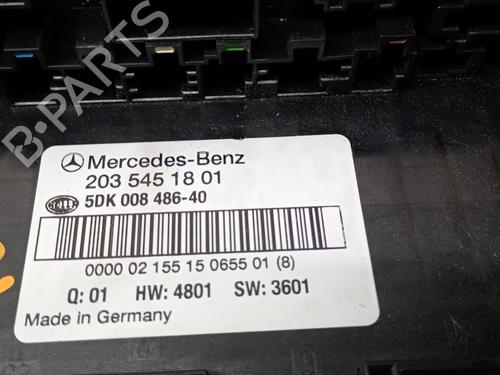 B-PARTS
Mercedes-Benz
203 545 18 01
HELLA 5DK 008 486-40
0000 02 155 15 0655 01 (8)
Q: 01 HW: 4801 SW: 3601
Made in Germany